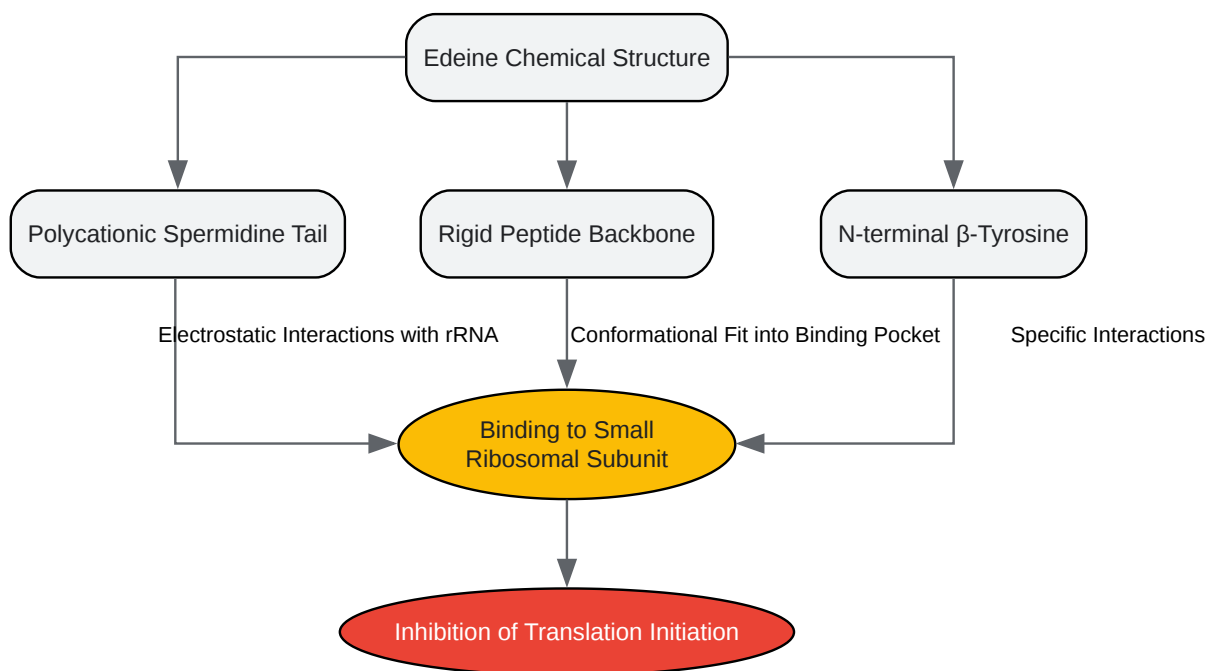 Edeine Chemical Structure
Polycationic Spermidine Tail
Rigid Peptide Backbone
N-terminal β-Tyrosine
Electrostatic Interactions with rRNA
Conformational Fit into Binding Pocket
Specific Interactions
Binding to Small
Ribosomal Subunit
Inhibition of Translation Initiation